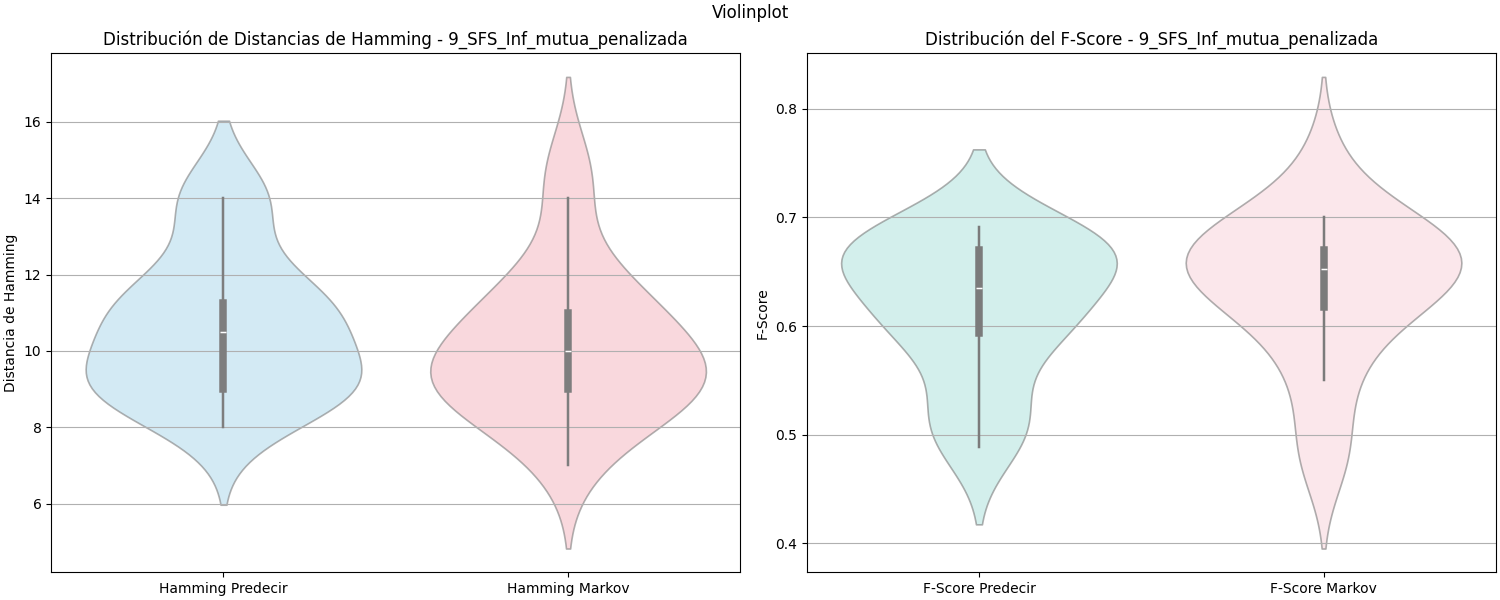 Violinplot
Distribución de Distancias de Hamming - 9_SFS_Inf_mutua_penalizada
Distancia de Hamming
16
14
12
10
8
6
Hamming Predecir
Hamming Markov
Distribución del F-Score - 9_SFS_Inf_mutua_penalizada
F-Score
0.8
0.7
0.6
0.5
0.4
F-Score Predecir
F-Score Markov